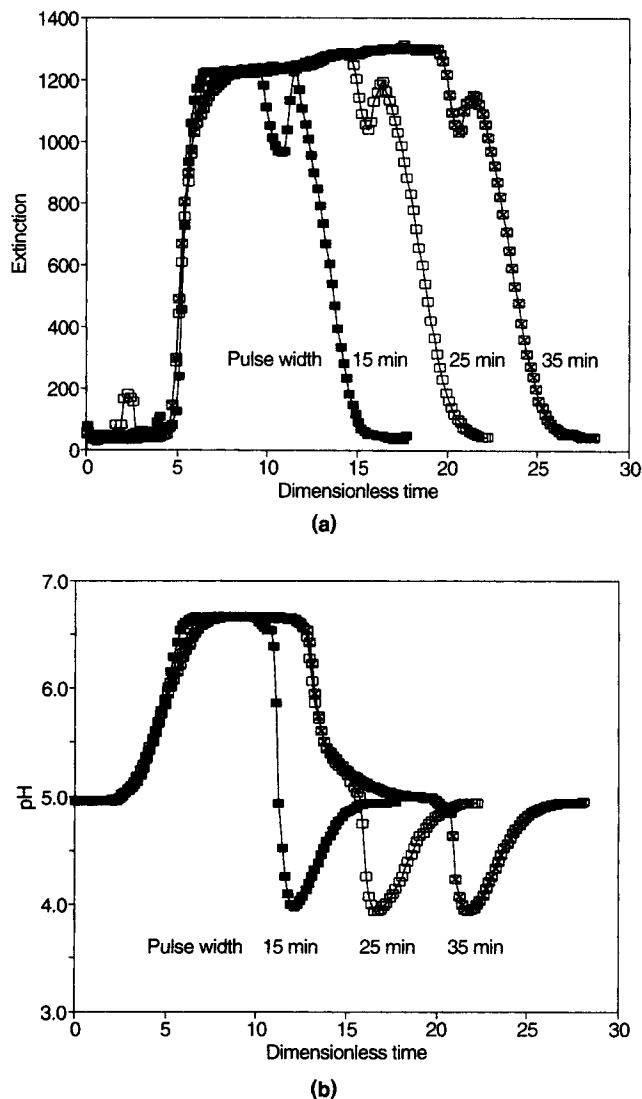 1400
1200
1000
800
600
400
200
0
Extinction
Pulse width 15 min 25 min 35 min
0 5 10 15 20 25 30
Dimensionless time
(a)
7.0
6.0
5.0
4.0
3.0
pH
Pulse width 15 min 25 min 35 min
0 5 10 15 20 25 30
Dimensionless time
(b)